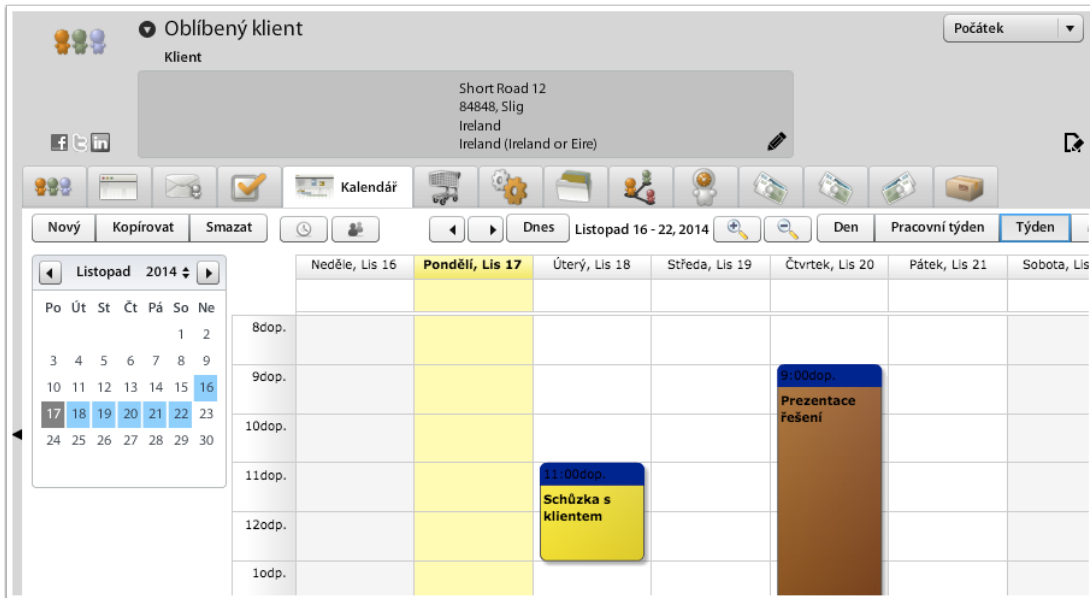 Oblíbený klient
Počátek
Klient
Short Road 12
84848, Slig
Ireland
Ireland (Ireland or Eire)
Kalendář
Nový Kopírovat Smazat Dnes Listopad 16 - 22, 2014 Den Pracovní týden Týden
Listopad 2014
Po Út St Čt Pá So Ne
1 2
3 4 5 6 7 8 9
10 11 12 13 14 15 16
17 18 19 20 21 22 23
24 25 26 27 28 29 30
Neděle, Lis 16 Pondělí, Lis 17 Úterý, Lis 18 Středa, Lis 19 Čtvrtek, Lis 20 Pátek, Lis 21 Sobota, Lis
8dop.
9dop.
9:00dop.
Prezentace
řešení
10dop.
11dop.
11:00dop.
Schůzka s
klientem
12odp.
1odp.